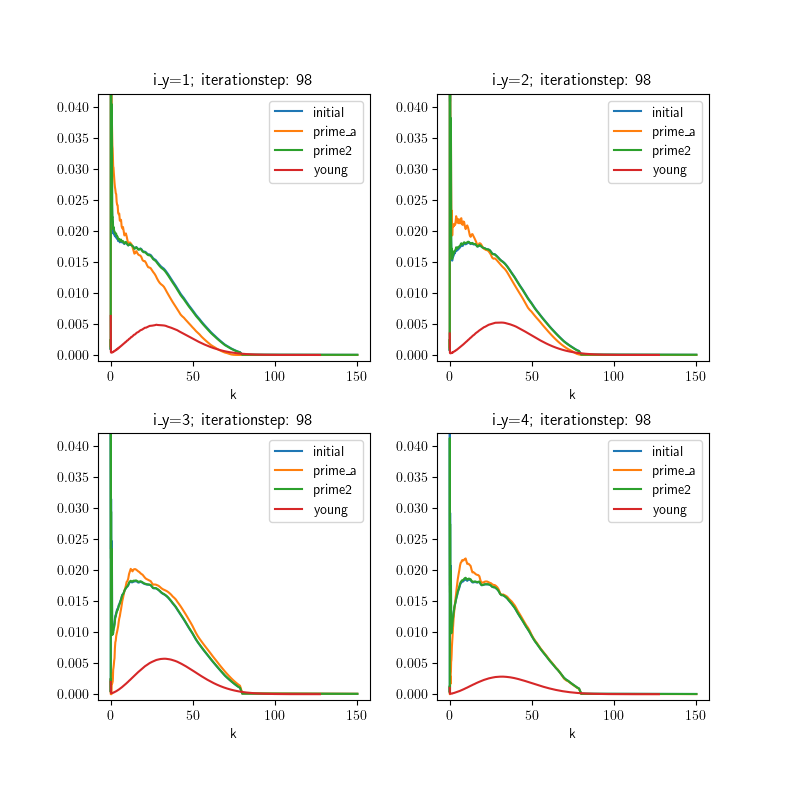 i_y=1; iterationstep: 98
0.040
0.035
0.030
0.025
0.020
0.015
0.010
0.005
0.000
initial
prime_a
prime2
young
0
50
100
150
k
i_y=2; iterationstep: 98
0.040
0.035
0.030
0.025
0.020
0.015
0.010
0.005
0.000
initial
prime_a
prime2
young
0
50
100
150
k
i_y=3; iterationstep: 98
0.040
0.035
0.030
0.025
0.020
0.015
0.010
0.005
0.000
initial
prime_a
prime2
young
0
50
100
150
k
i_y=4; iterationstep: 98
0.040
0.035
0.030
0.025
0.020
0.015
0.010
0.005
0.000
initial
prime_a
prime2
young
0
50
100
150
k